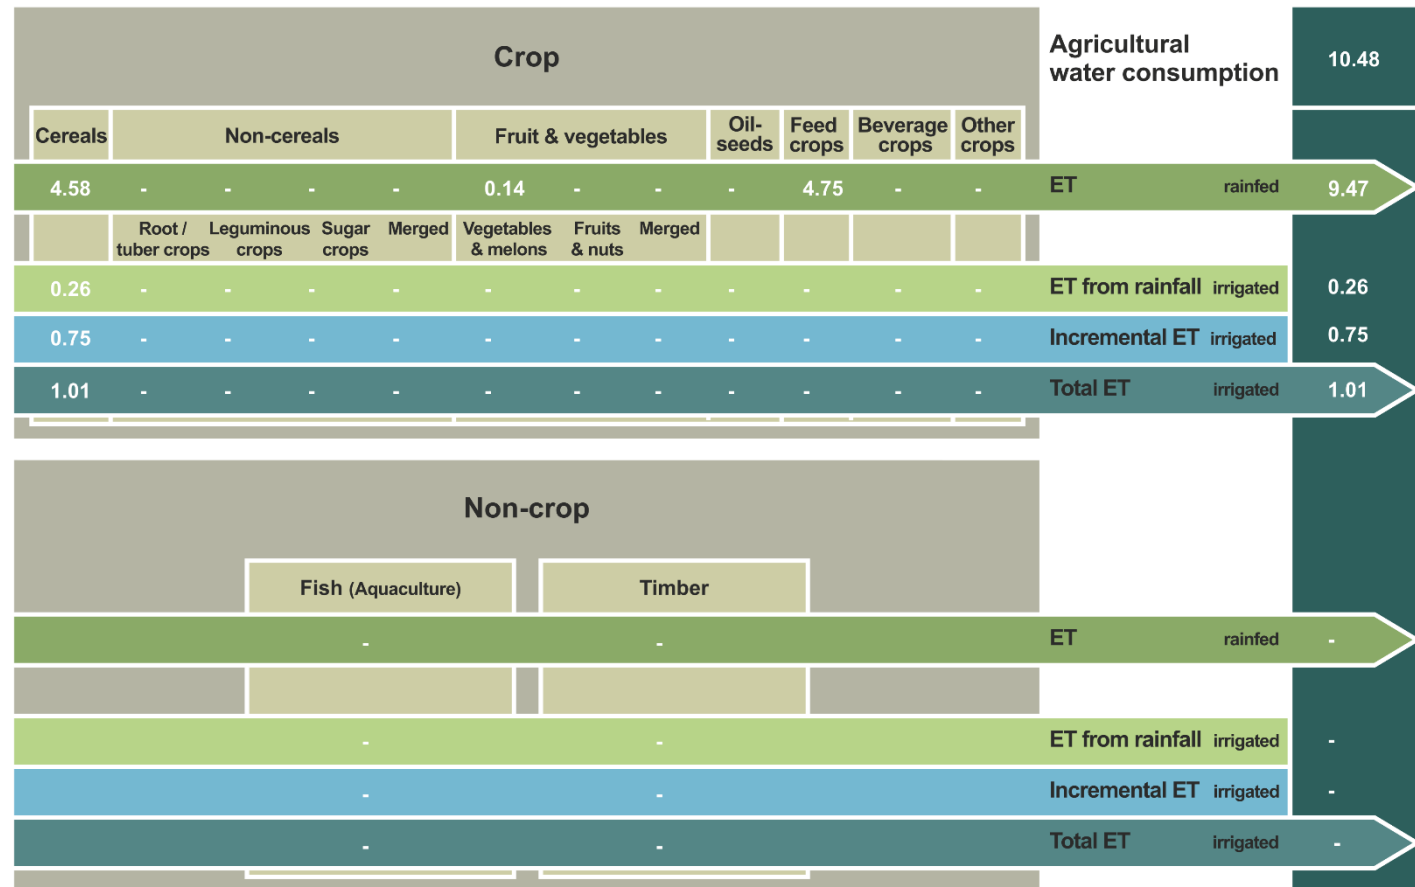 Crop
Agricultural
water consumption
10.48
Cereals Non-cereals Fruit & vegetables Oil-
seeds Feed
crops Beverage
crops Other
crops
4.58 - - - - 0.14 - - - 4.75 - - ET rainfed 9.47
Root /
tuber crops Leguminous
crops Sugar
crops Merged Vegetables
& melons Fruits
& nuts Merged
0.26 - - - - - - - - - - - ET from rainfall irrigated 0.26
0.75 - - - - - - - - - - - Incremental ET irrigated 0.75
1.01 - - - - - - - - - - - Total ET irrigated 1.01
Non-crop
Fish (Aquaculture) Timber
- - ET rainfed -
- - ET from rainfall irrigated -
- - Incremental ET irrigated -
- - Total ET irrigated -